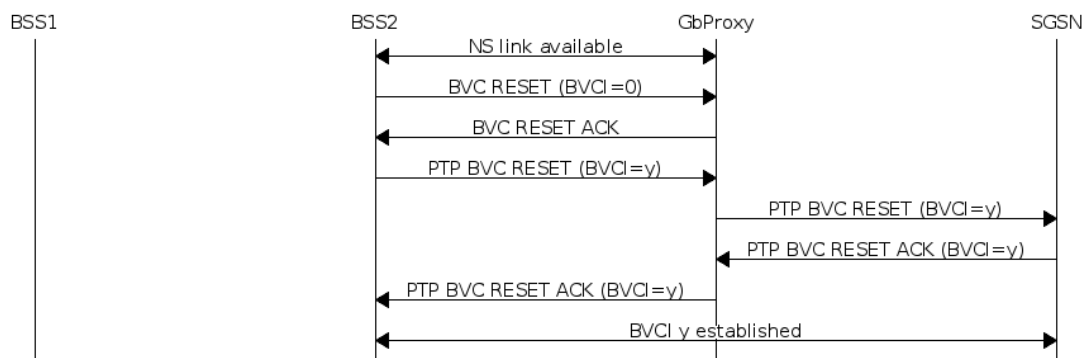 BSS1 BSS2 GbProxy SGSN
NS link available
BVC RESET (BVCI=0)
BVC RESET ACK
PTP BVC RESET (BVCI=y)
PTP BVC RESET (BVCI=y)
PTP BVC RESET ACK (BVCI=y)
PTP BVC RESET ACK (BVCI=y)
BVCI y established